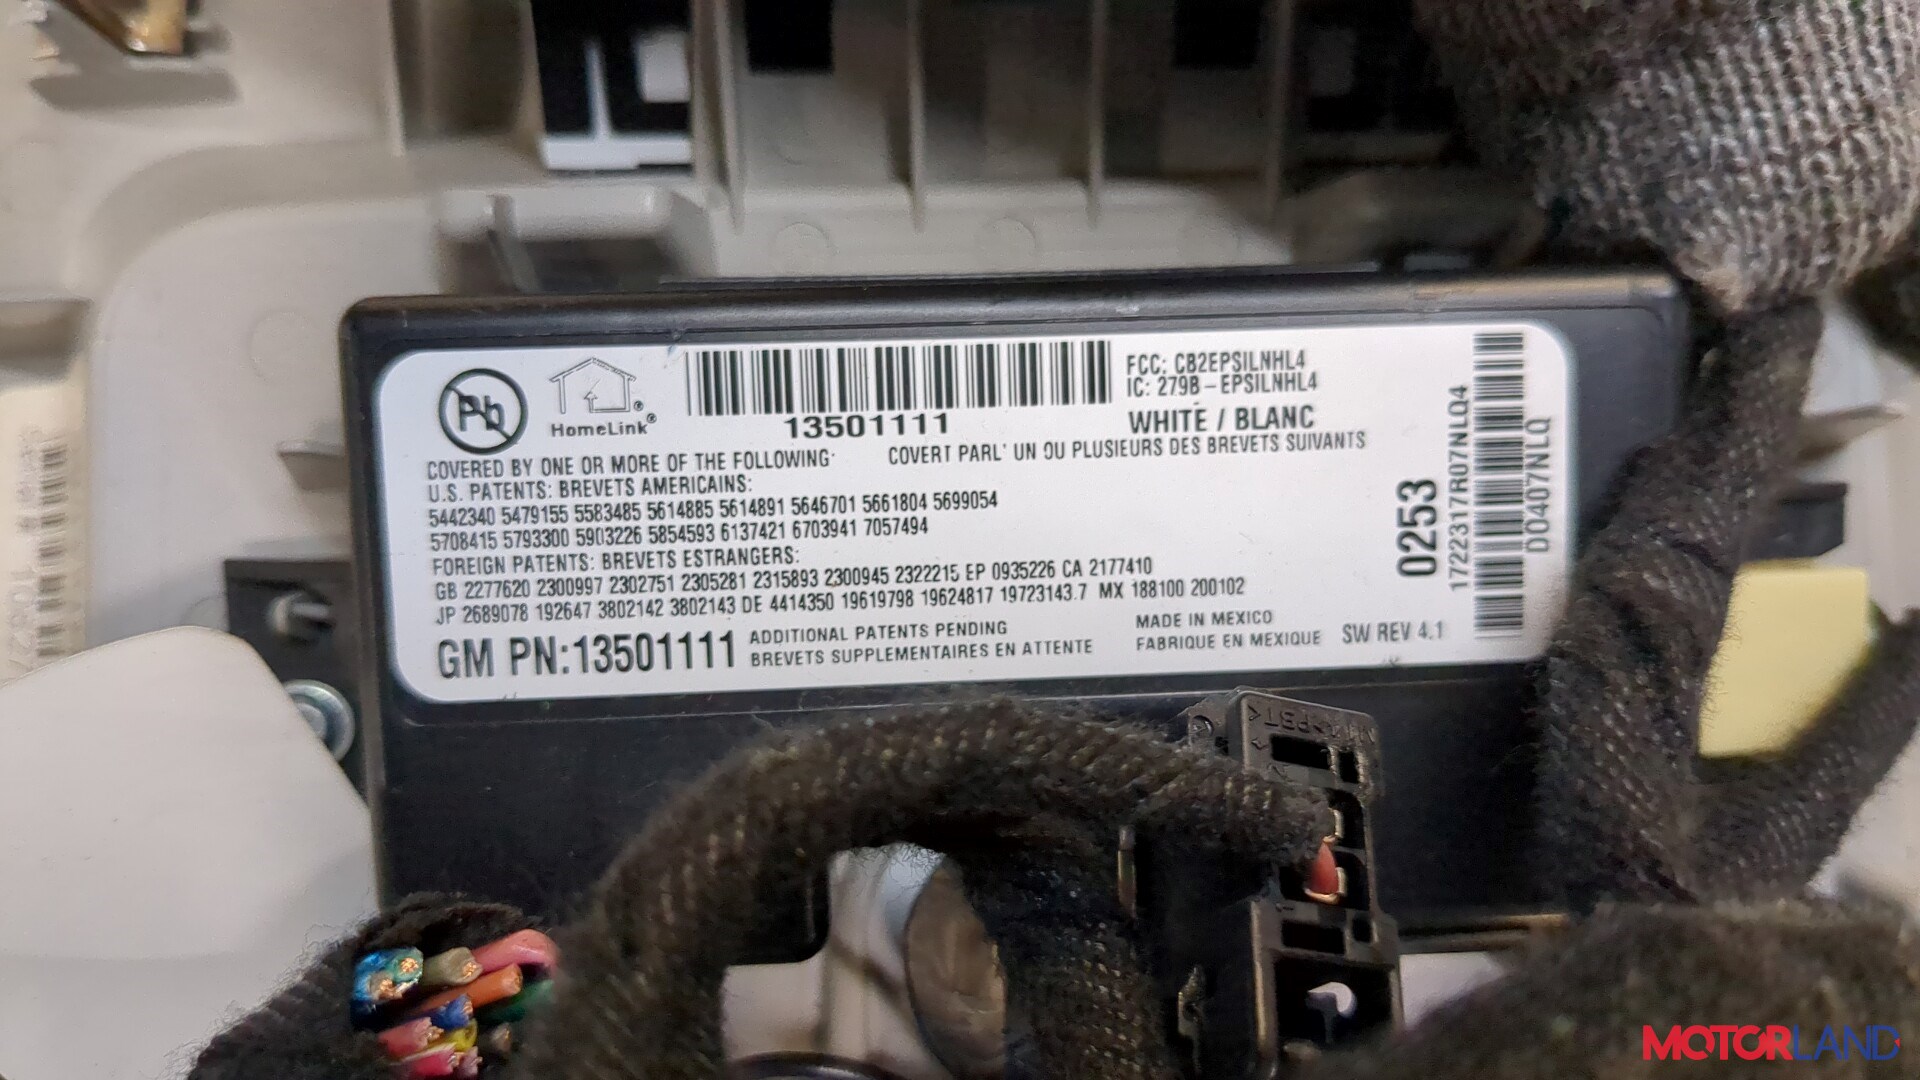 Pb
HomeLink®
13501111
FCC: CB2EPSILNHL4
IC: 279B-EPSILNHL4
WHITE / BLANC
COVERED BY ONE OR MORE OF THE FOLLOWING:
COVERT PARL' UN OU PLUSIEURS DES BREVETS SUIVANTS
U.S. PATENTS: BREVETS AMERICAINS:
5442340 5479155 5583485 5614885 5614891 5646701 5661804 5699054
5708415 5793300 5903226 5854593 6137421 6703941 7057494
FOREIGN PATENTS: BREVETS ESTRANGERS:
GB 2277620 2300997 2302751 2305281 2315893 2300945 2322215 EP 0935226 CA 2177410
JP 2689078 192647 3802142 3802143 DE 4414350 19619798 19624817 19723143.7 MX 188100 200102
GM PN:13501111
ADDITIONAL PATENTS PENDING
BREVETS SUPPLEMENTAIRES EN ATTENTE
MADE IN MEXICO
FABRIQUE EN MEXIQUE
SW REV 4.1
0253
1722317R07NLQ4
D0407NLQ
MOTORLAND